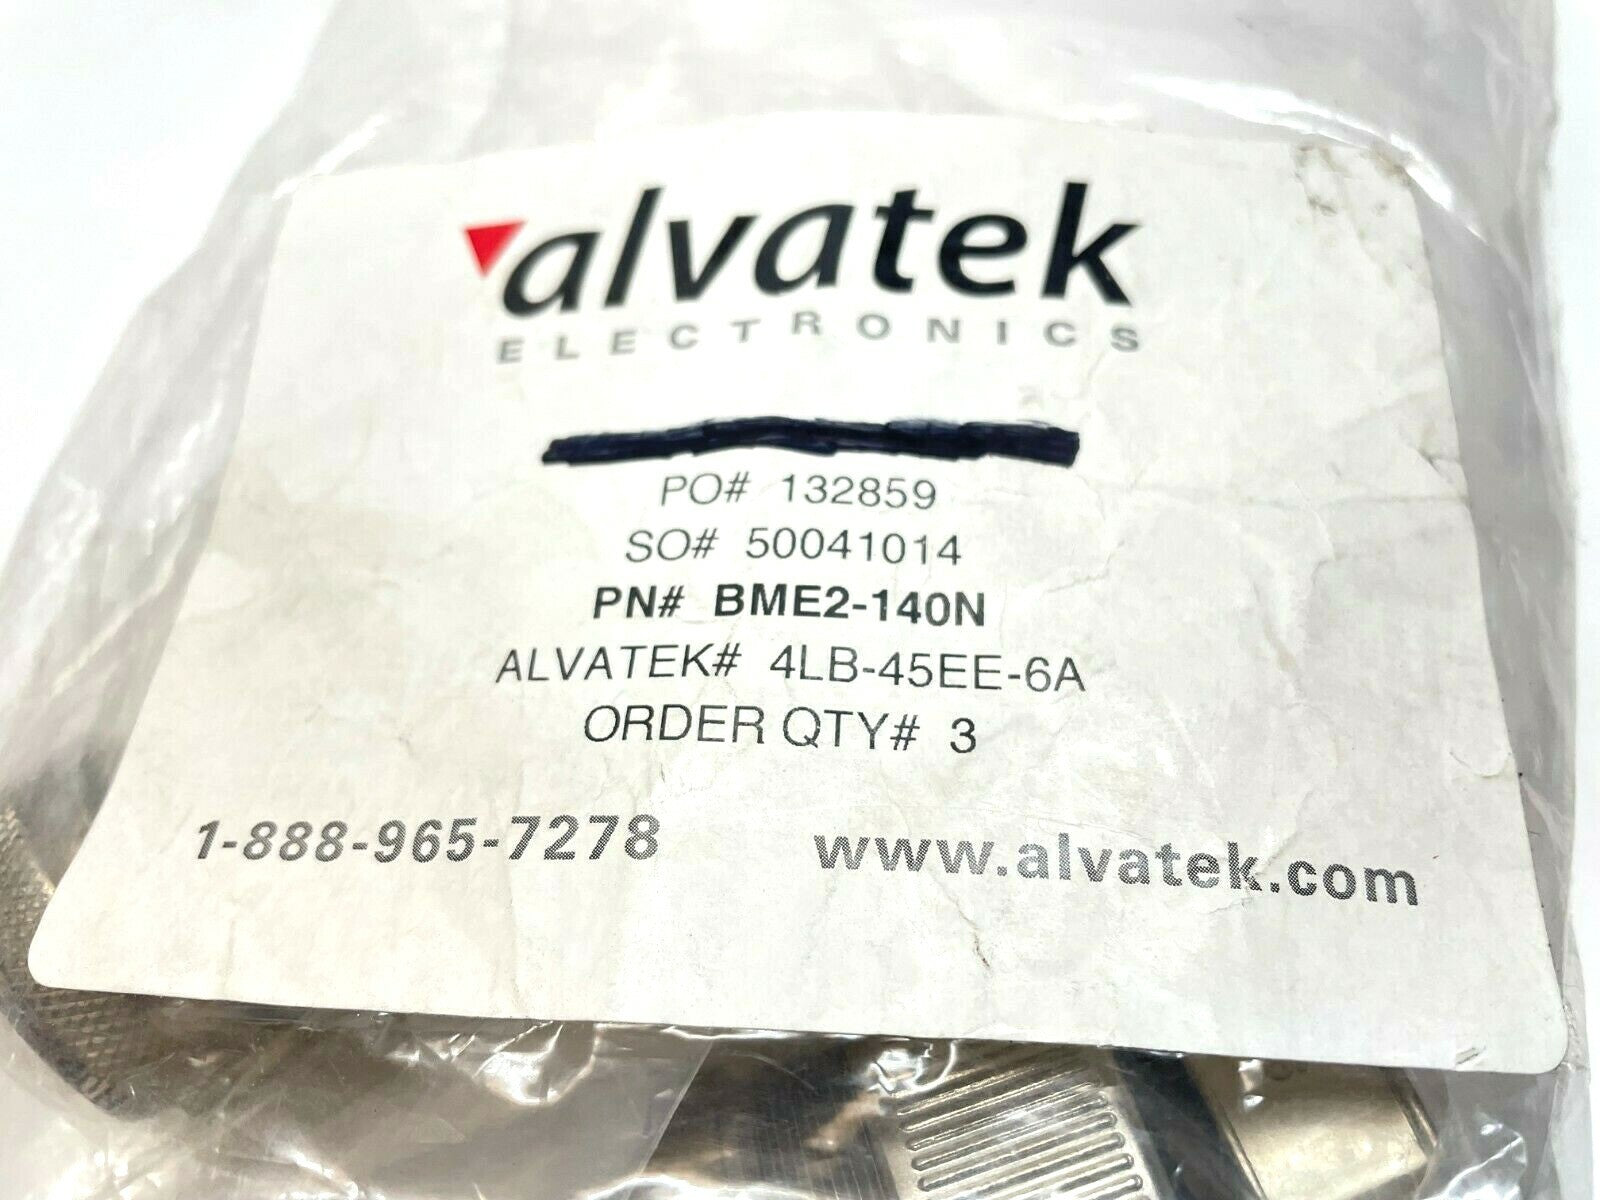 alvatek
ELECTRONICS
PO# 132859
SO# 50041014
PN# BME2-140N
ALVATEK# 4LB-45EE-6A
ORDER QTY# 3
1-888-965-7278 www.alvatek.com